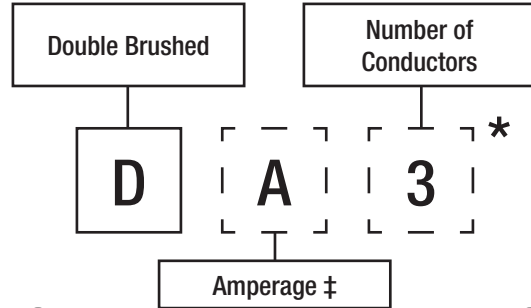 Double Brushed
Number of
Conductors
D
A
3
*
Amperage ‡